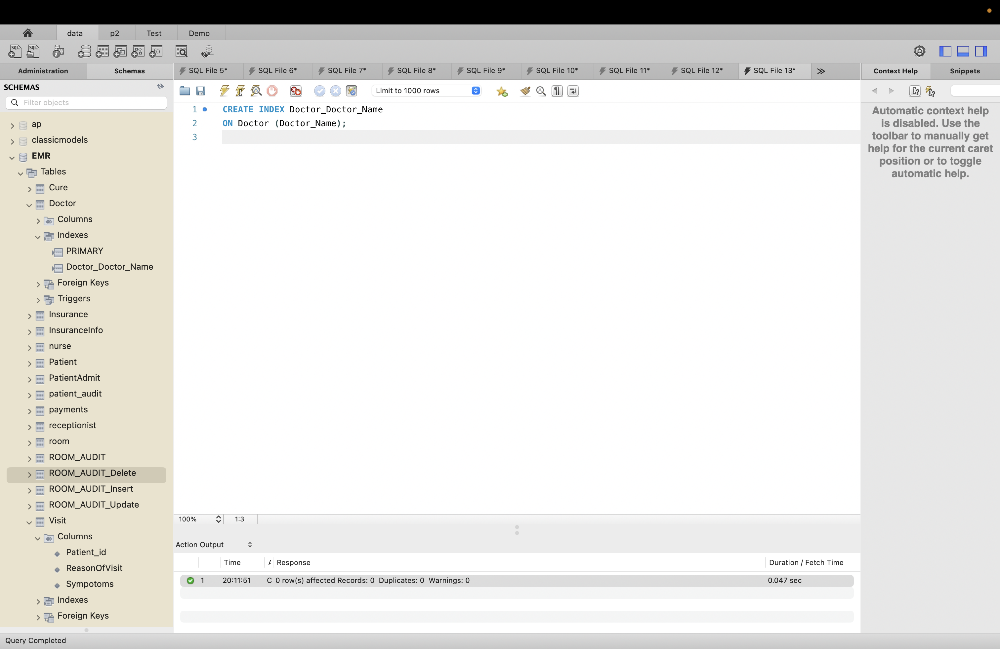 data p2 Test Demo
Administration Schemas SQL File 5* SQL File 6* SQL File 7* SQL File 8* SQL File 9* SQL File 10* SQL File 11* SQL File 12* SQL File 13* Context Help Snippets
SCHEMAS
Limit to 1000 rows
Filter objects
1 CREATE INDEX Doctor_Doctor_Name
2 ON Doctor (Doctor_Name);
3
Automatic context help
is disabled. Use the
toolbar to manually get
help for the current caret
position or to toggle
automatic help.
ap
classicmodels
EMR
Tables
Cure
Doctor
Columns
Indexes
PRIMARY
Doctor_Doctor_Name
Foreign Keys
Triggers
Insurance
InsuranceInfo
nurse
Patient
PatientAdmit
patient_audit
payments
receptionist
room
ROOM_AUDIT
ROOM_AUDIT_Delete
ROOM_AUDIT_Insert
ROOM_AUDIT_Update
Visit
Columns
Patient_id
ReasonOfVisit
Sympotoms
Indexes
Foreign Keys
100% 1:3
Action Output
Time A Response Duration / Fetch Time
1 20:11:51 C 0 row(s) affected Records: 0 Duplicates: 0 Warnings: 0 0.047 sec
Query Completed